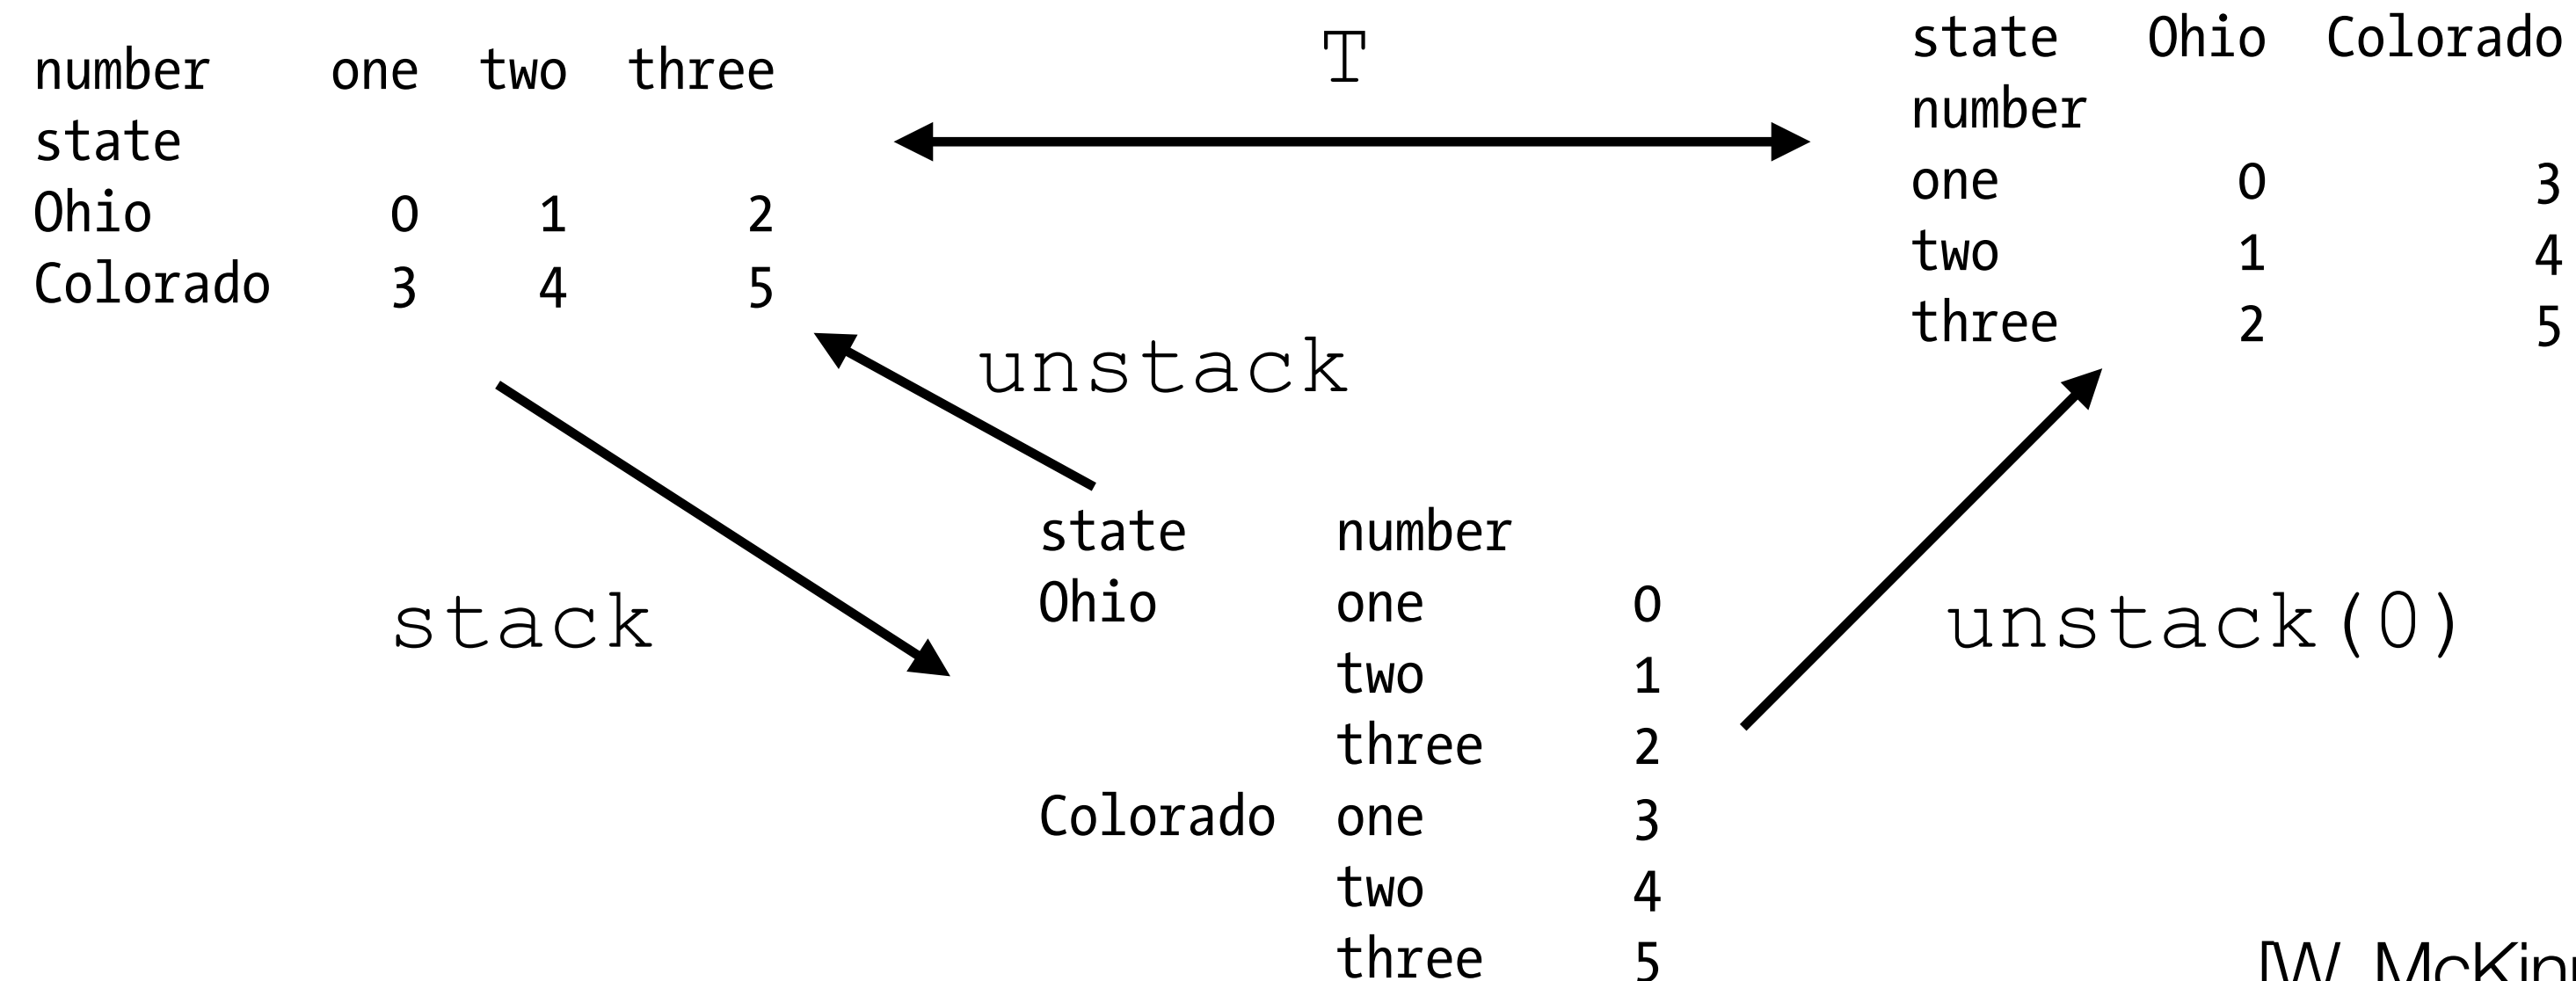 number one two three
state
Ohio 0 1 2
Colorado 3 4 5
T
state Ohio Colorado
number
one 0 3
two 1 4
three 2 5
unstack
stack
state number
Ohio one 0
two 1
three 2
Colorado one 3
two 4
three 5
unstack(0)
[W